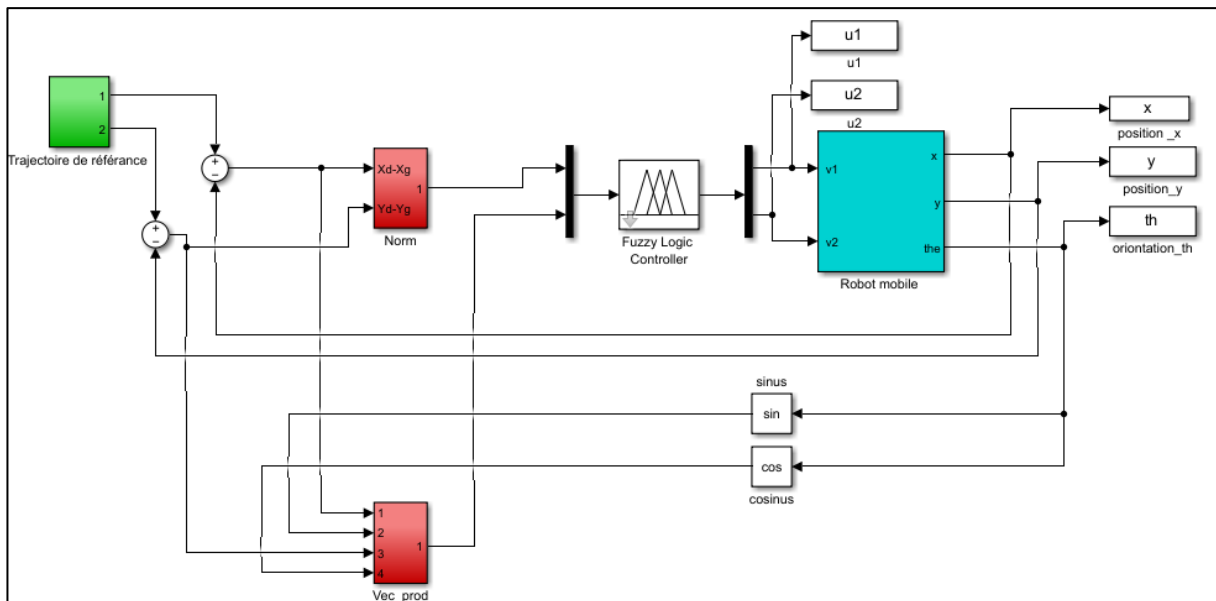 u1
u1
u2
u2
1
2
Trajectoire de référance
+
−
+
−
Xd-Xg
Yd-Yg
1
Norm
Fuzzy Logic
Controller
v1
v2
x
y
the
Robot mobile
x
position _x
y
position_y
th
oriontation_th
sinus
sin
cos
cosinus
1
2
3
4
1
Vec_prod